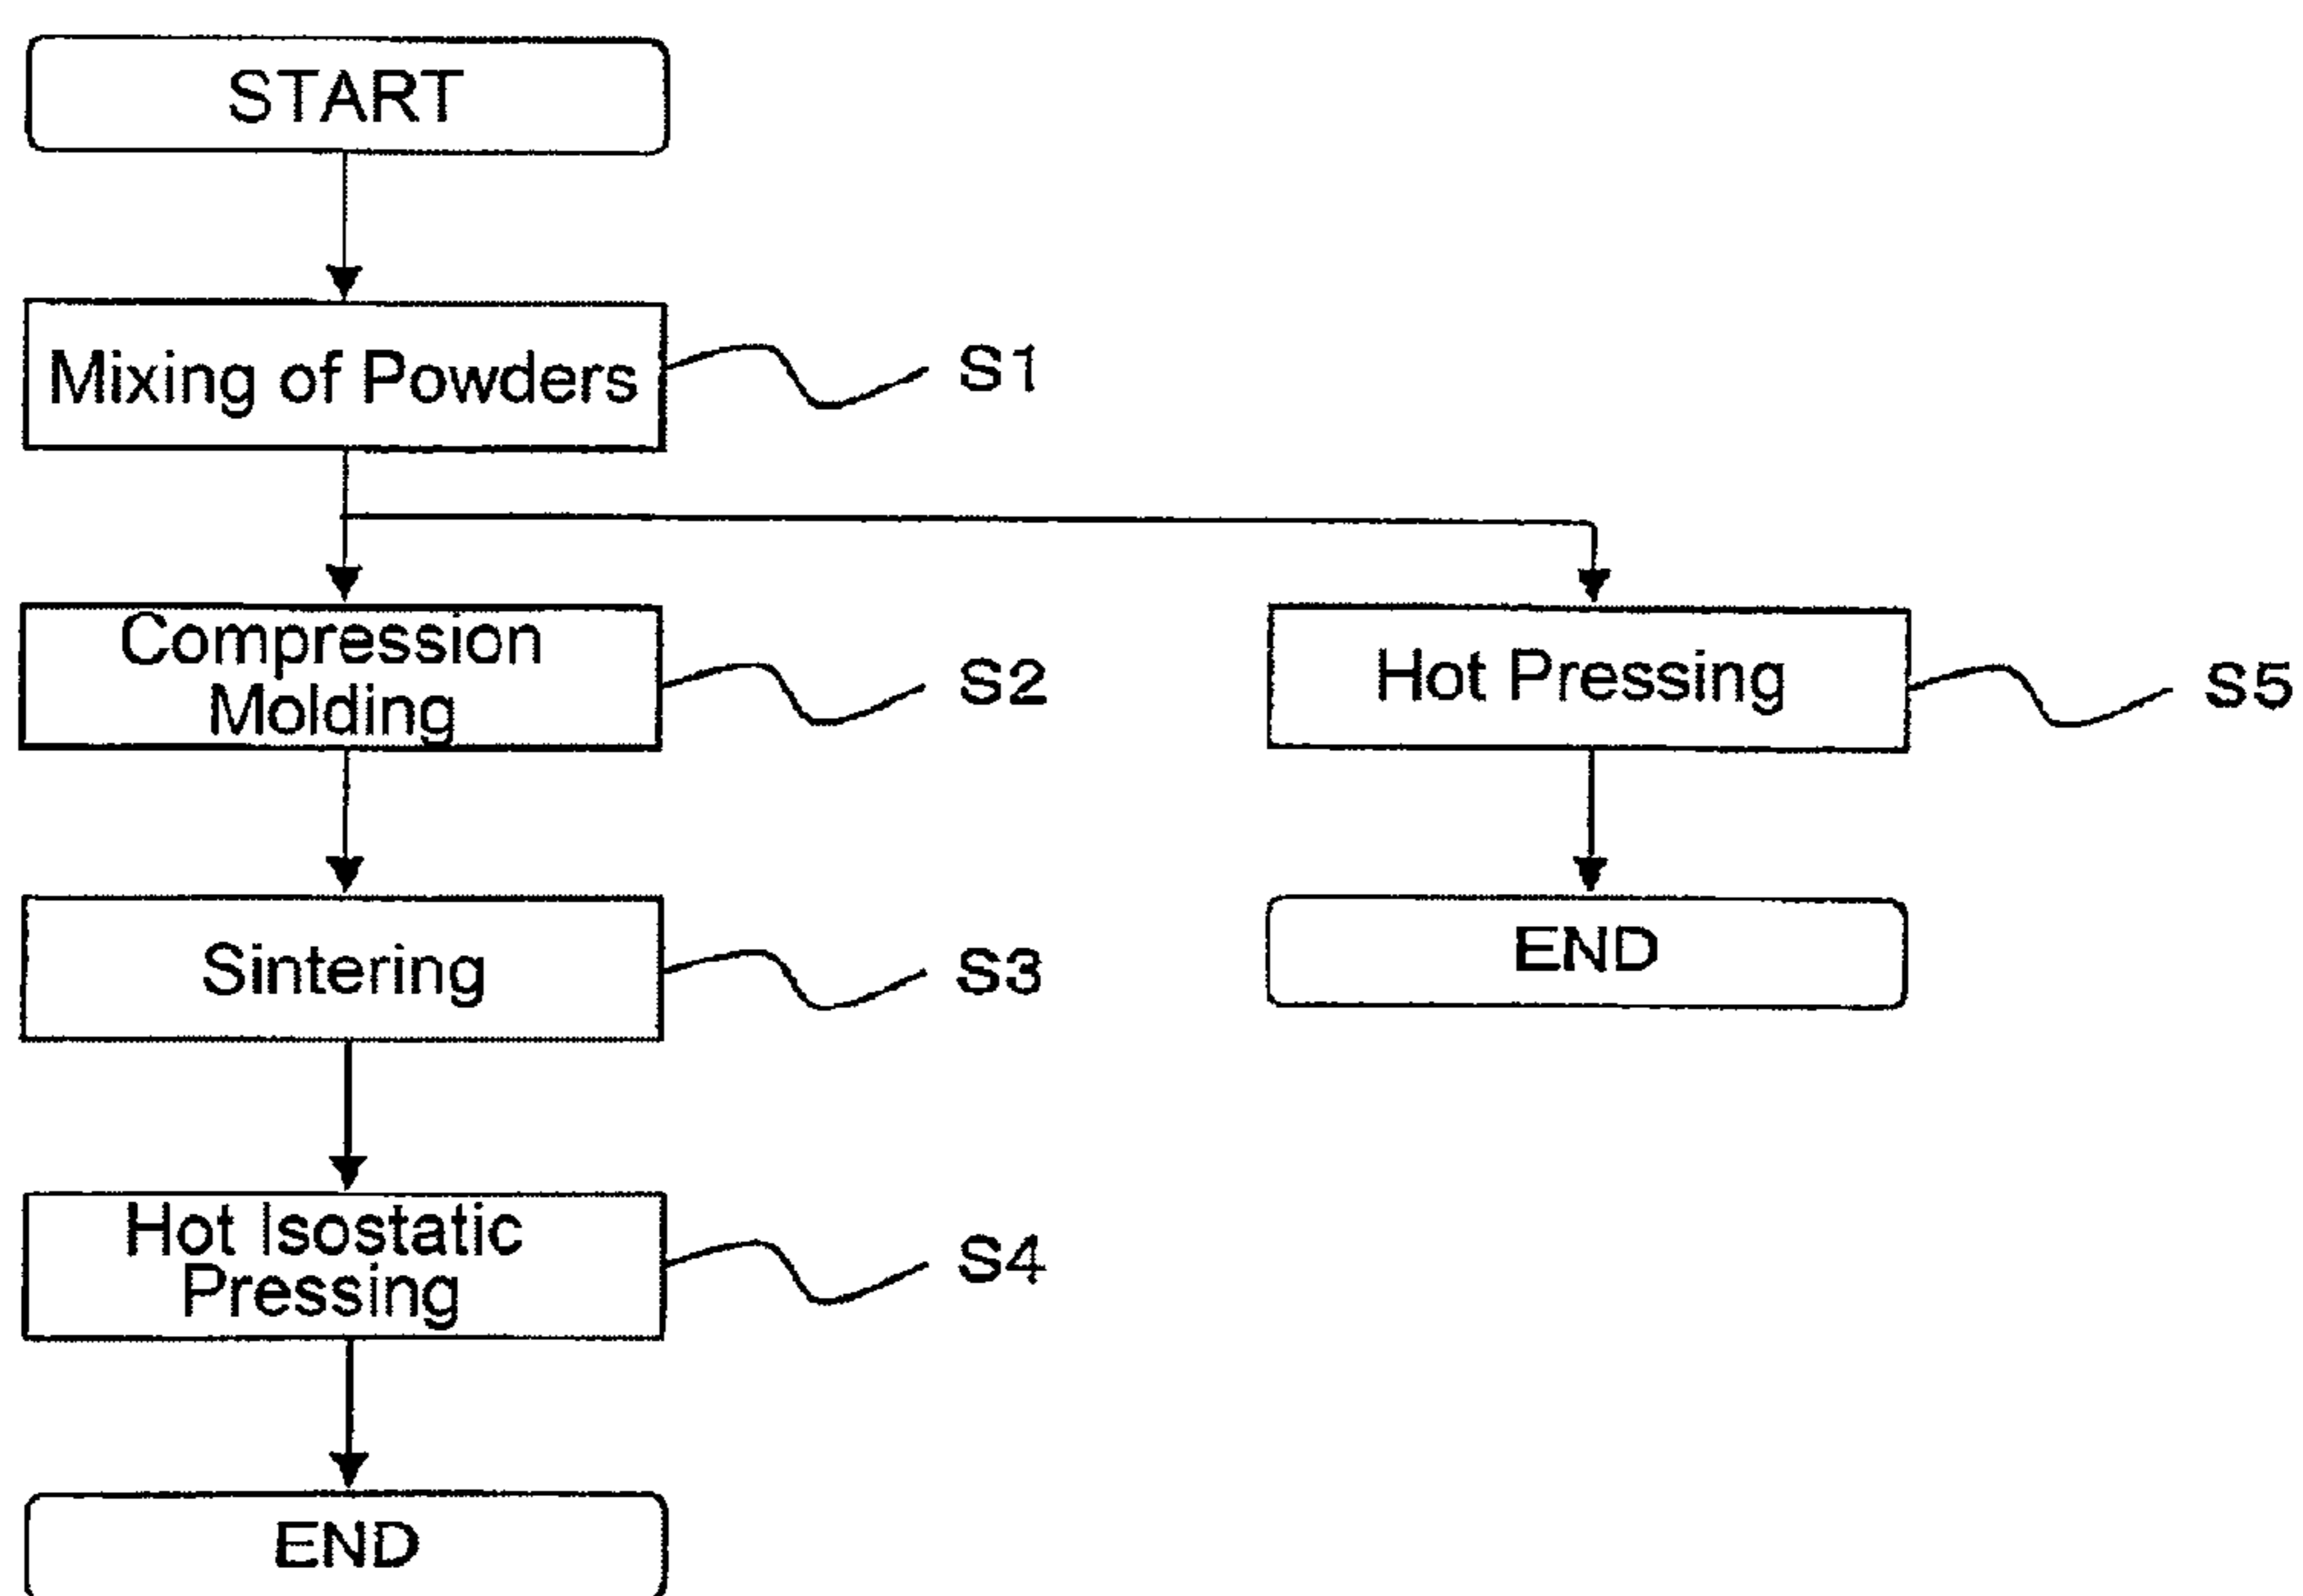 START
Mixing of Powders
S1
Compression
Molding
S2
Hot Pressing
S5
Sintering
S3
END
Hot Isostatic
Pressing
S4
END